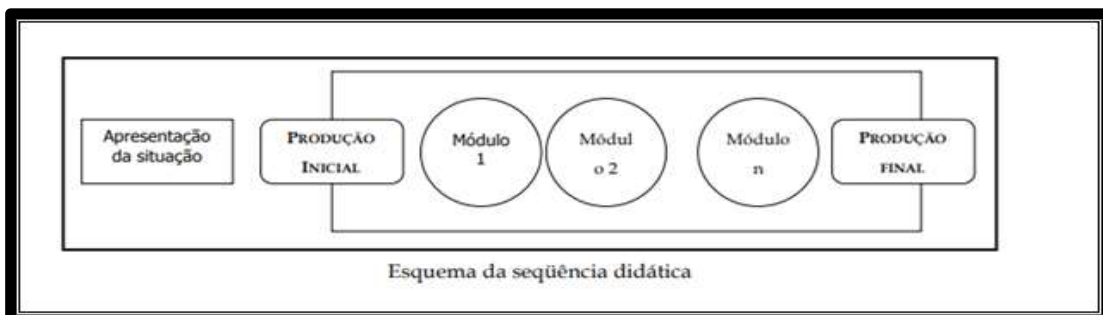 Apresentação
da situação
PRODUÇÃO
INICIAL
Módulo
1
Módul
o 2
Módulo
n
PRODUÇÃO
FINAL
Esquema da seqüência didática